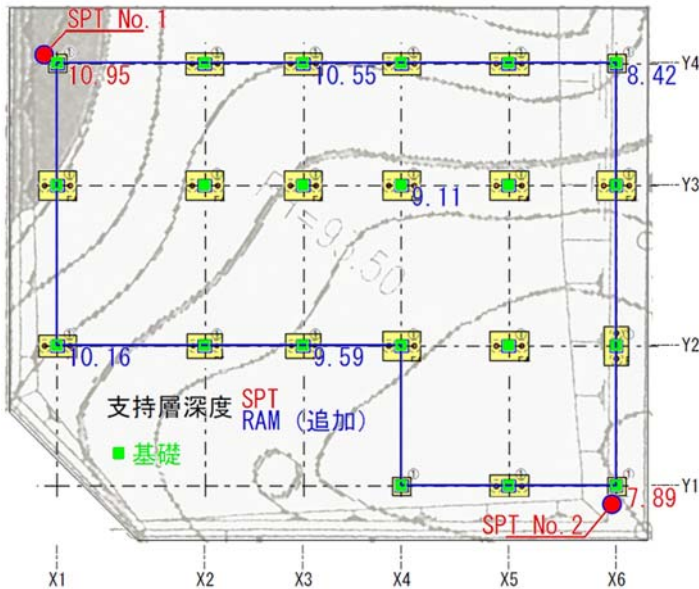 SPT No.1
10.95
10.55
8.42
Y4
9.11
Y3
10.16
9.59
Y2
支持層深度 SPT
RAM (追加)
基礎
7.89
Y1
SPT No.2
X1 X2 X3 X4 X5 X6